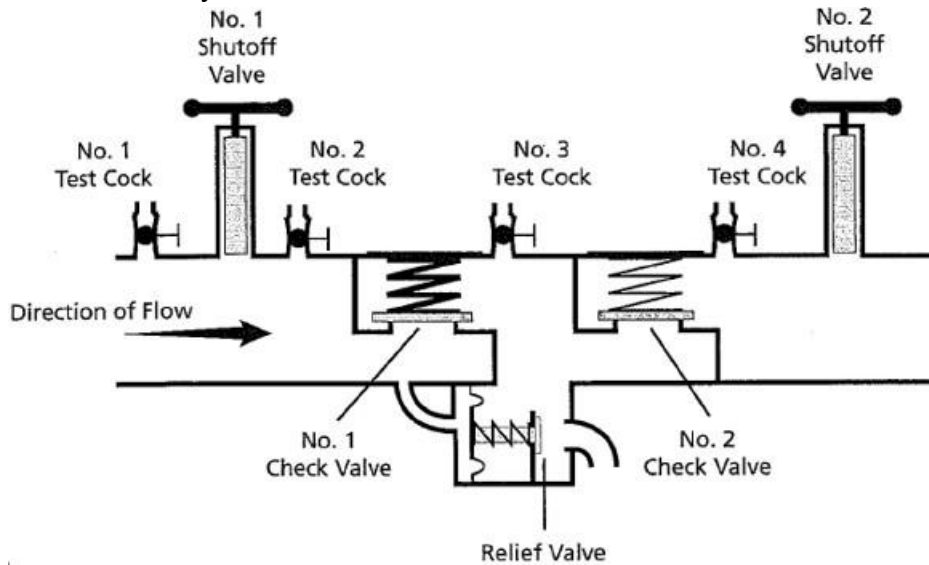 No. 1
Shutoff
Valve
No. 2
Shutoff
Valve
No. 1
Test Cock
No. 2
Test Cock
No. 3
Test Cock
No. 4
Test Cock
Direction of Flow
No. 1
Check Valve
No. 2
Check Valve
Relief Valve